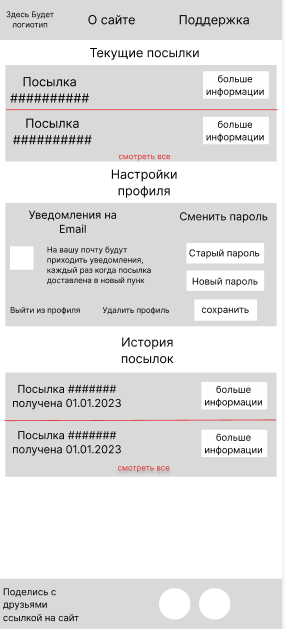 Здесь Будет
логиотип
О сайте
Поддержка
Текущие посылки
Посылка
##########
больше
информации
Посылка
##########
больше
информации
смотреть все
Настройки
профиля
Уведомления на
Email
Сменить пароль
На вашу почту будут
приходить уведомления,
каждый раз когда посылка
доставлена в новый пунк
Старый пароль
Новый пароль
Выйти из профиля
Удалить профиль
сохранить
История
посылок
Посылка #######
получена 01.01.2023
больше
информации
Посылка #######
получена 01.01.2023
больше
информации
смотреть все
Поделись с
друзьями
ссылкой на сайт